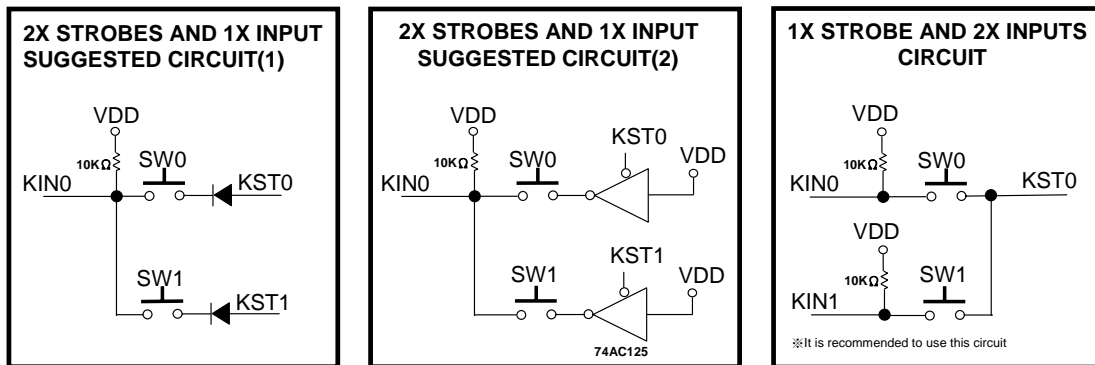 2X STROBES AND 1X INPUT
SUGGESTED CIRCUIT(1)
VDD
10KΩ
SW0
KIN0
KST0
SW1
KST1
2X STROBES AND 1X INPUT
SUGGESTED CIRCUIT(2)
VDD
KST0
VDD
10KΩ
SW0
KIN0
KST1
VDD
SW1
74AC125
1X STROBE AND 2X INPUTS
CIRCUIT
VDD
10KΩ
SW0
KIN0
KST0
VDD
10KΩ
SW1
KIN1
※It is recommended to use this circuit